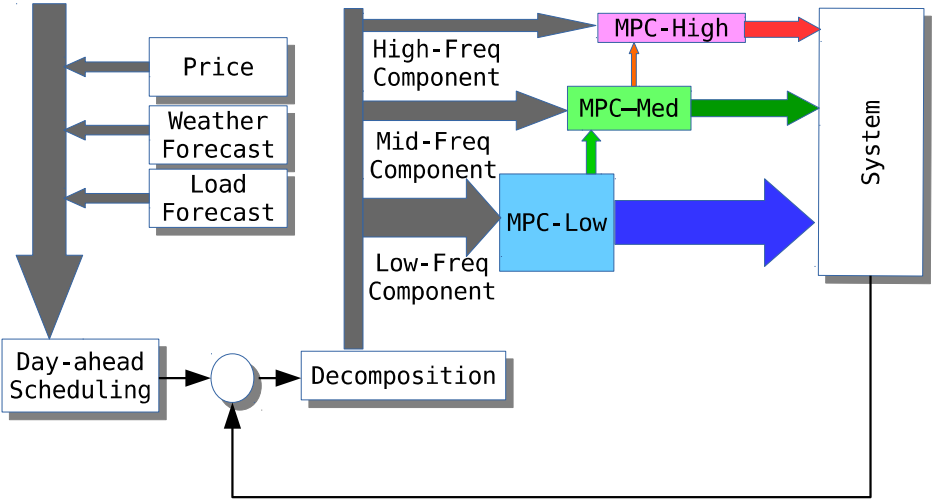 Price
Weather
Forecast
Load
Forecast
Day-ahead
Scheduling
Decomposition
High-Freq
Component
Mid-Freq
Component
Low-Freq
Component
MPC-High
MPC–Med
MPC-Low
System